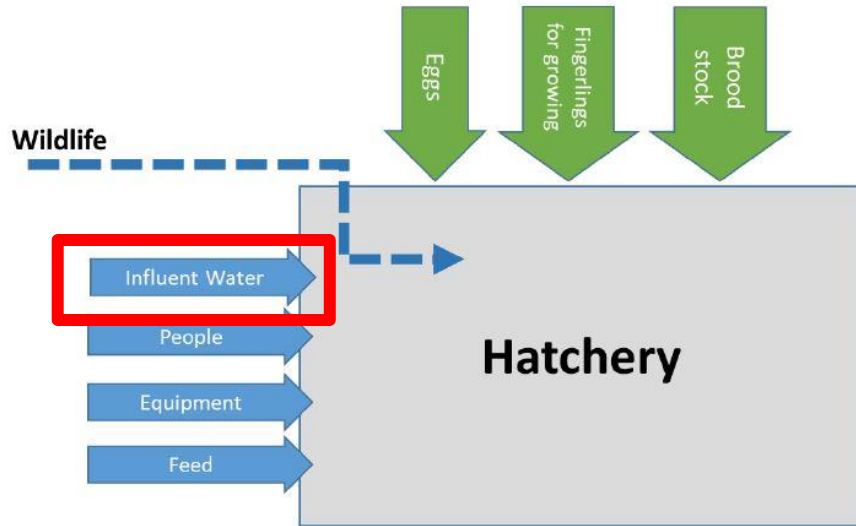 Eggs
Fingerlings
for growing
Brood
stock
Wildlife
Influent Water
People
Equipment
Feed
Hatchery